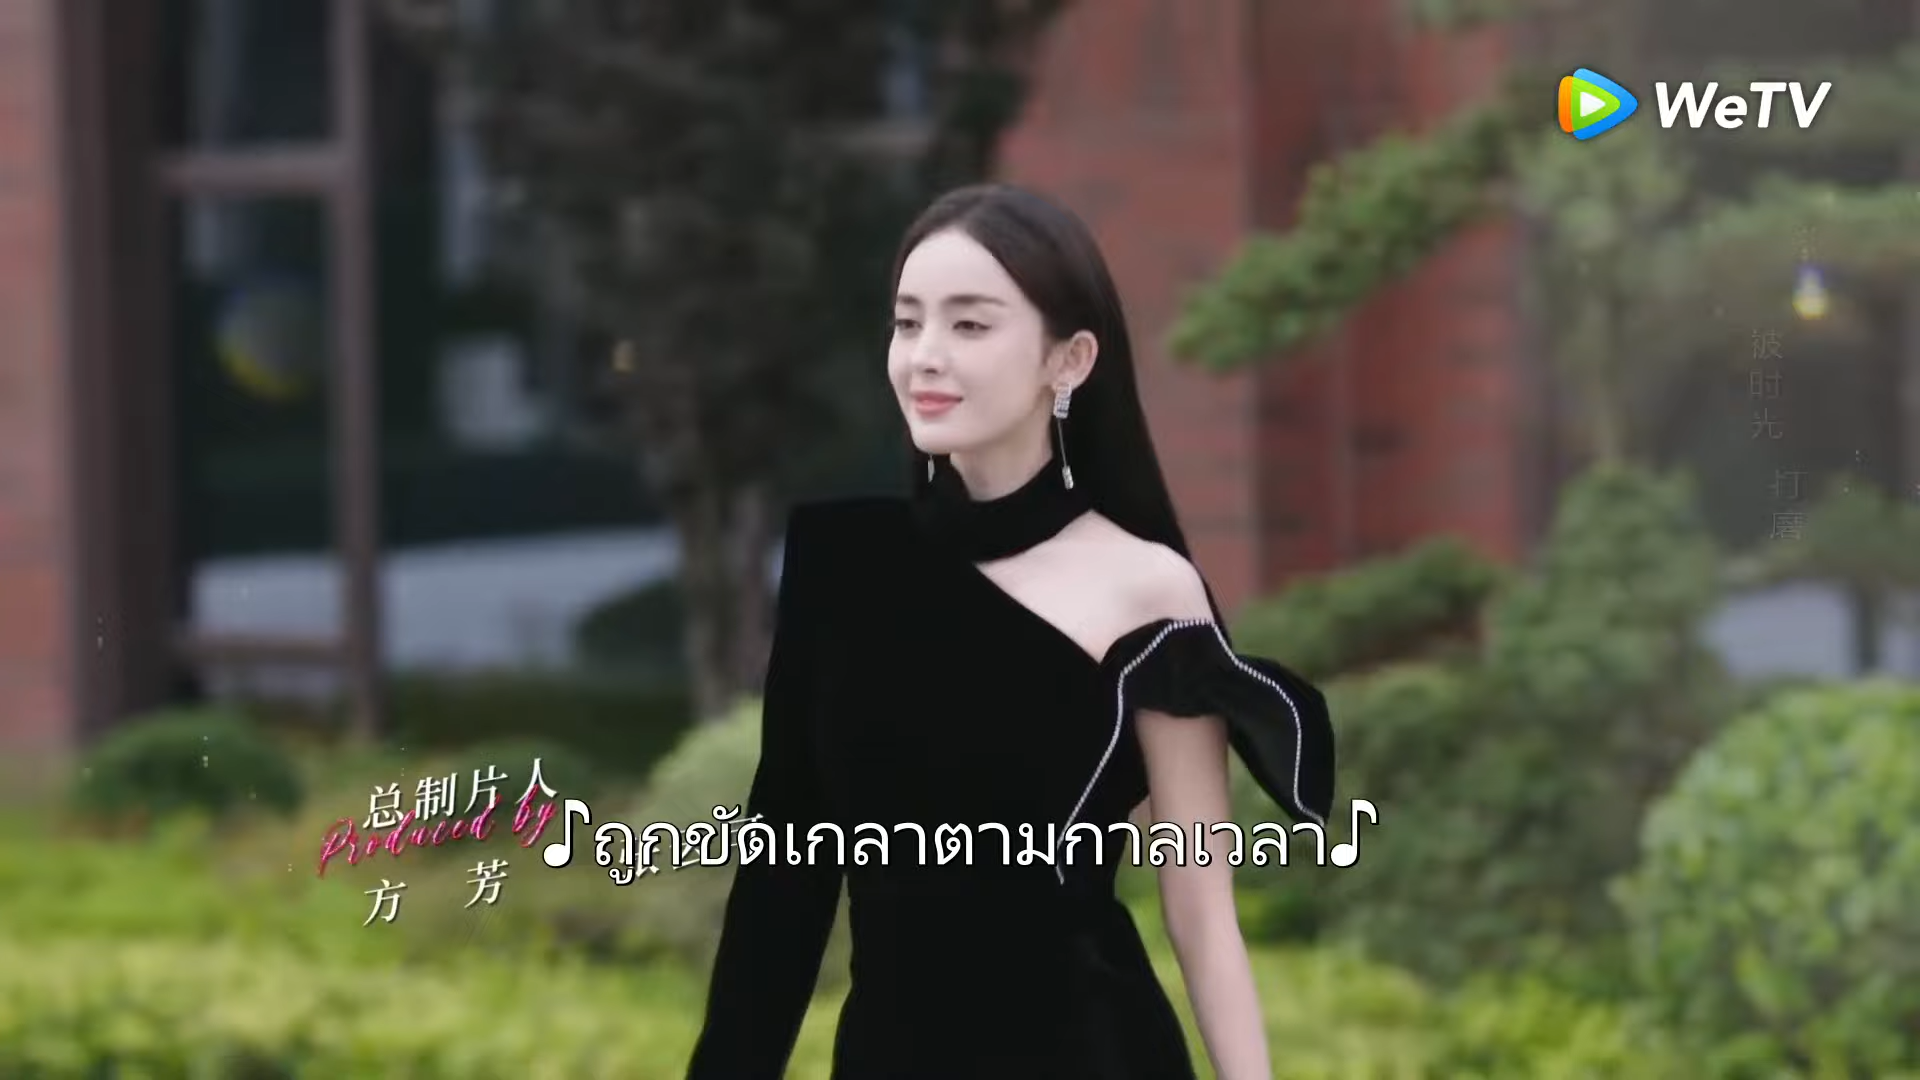 WeTV
被时光
打磨
总制片人
Produced by
方 芳
♪ถูกขัดเกลาตามกาลเวลา♪